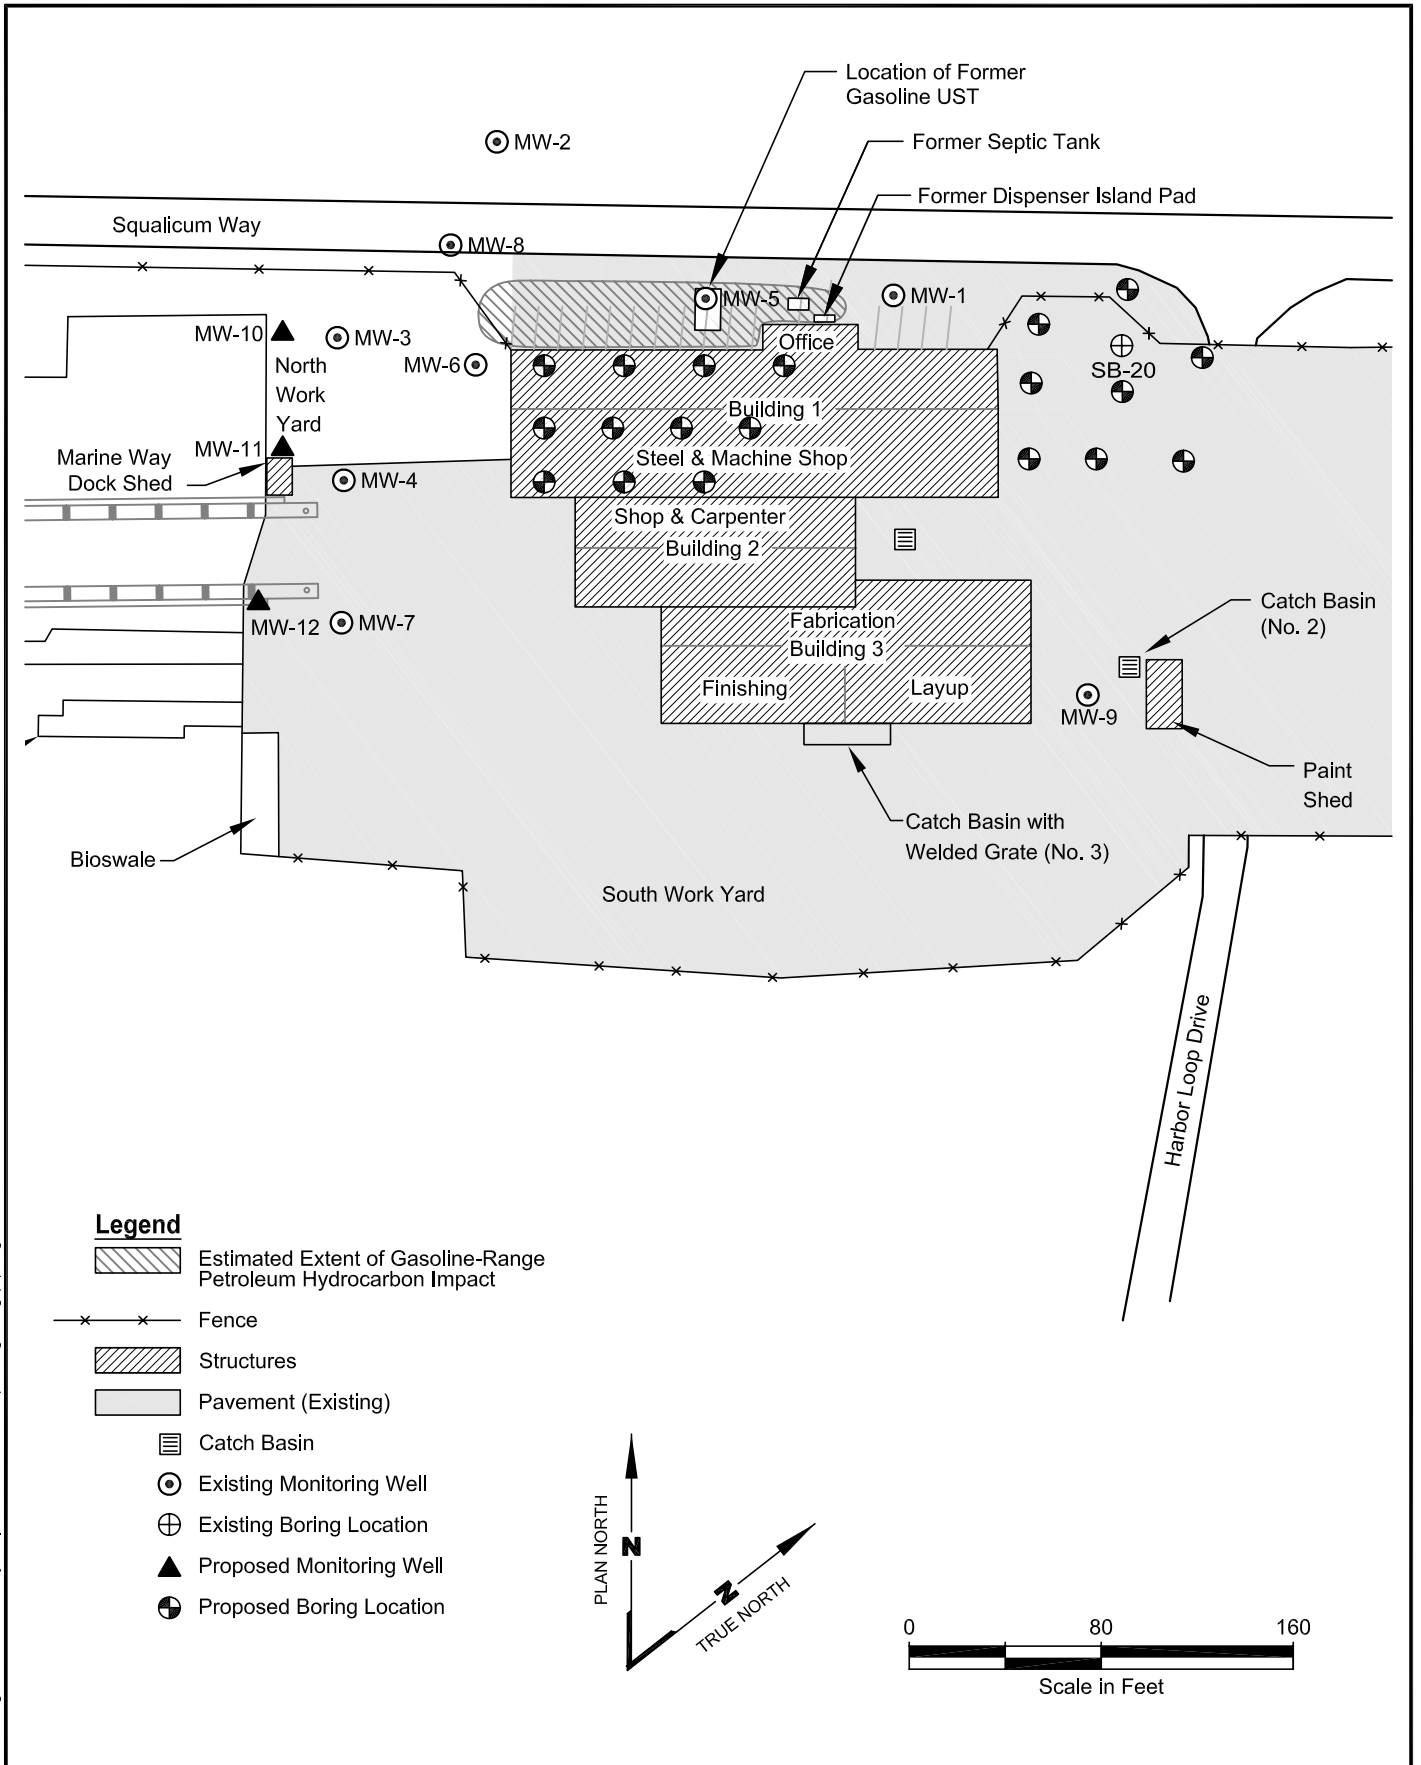 Location of Former
Gasoline UST
MW-2
Former Septic Tank
Former Dispenser Island Pad
Squalicum Way
MW-8
MW-5
MW-1
MW-10
MW-3
Office
MW-6
North
Work
Yard
SB-20
Building 1
MW-11
Marine Way
Dock Shed
Steel & Machine Shop
MW-4
Shop & Carpenter
Building 2
Catch Basin
(No. 2)
MW-12
MW-7
Fabrication
Building 3
Finishing
Layup
MW-9
Paint
Shed
Catch Basin with
Welded Grate (No. 3)
Bioswale
South Work Yard
Harbor Loop Drive
Legend
Estimated Extent of Gasoline-Range
Petroleum Hydrocarbon Impact
Fence
Structures
Pavement (Existing)
Catch Basin
Existing Monitoring Well
Existing Boring Location
Proposed Monitoring Well
Proposed Boring Location
PLAN NORTH
N
TRUE NORTH
N
0 80 160
Scale in Feet